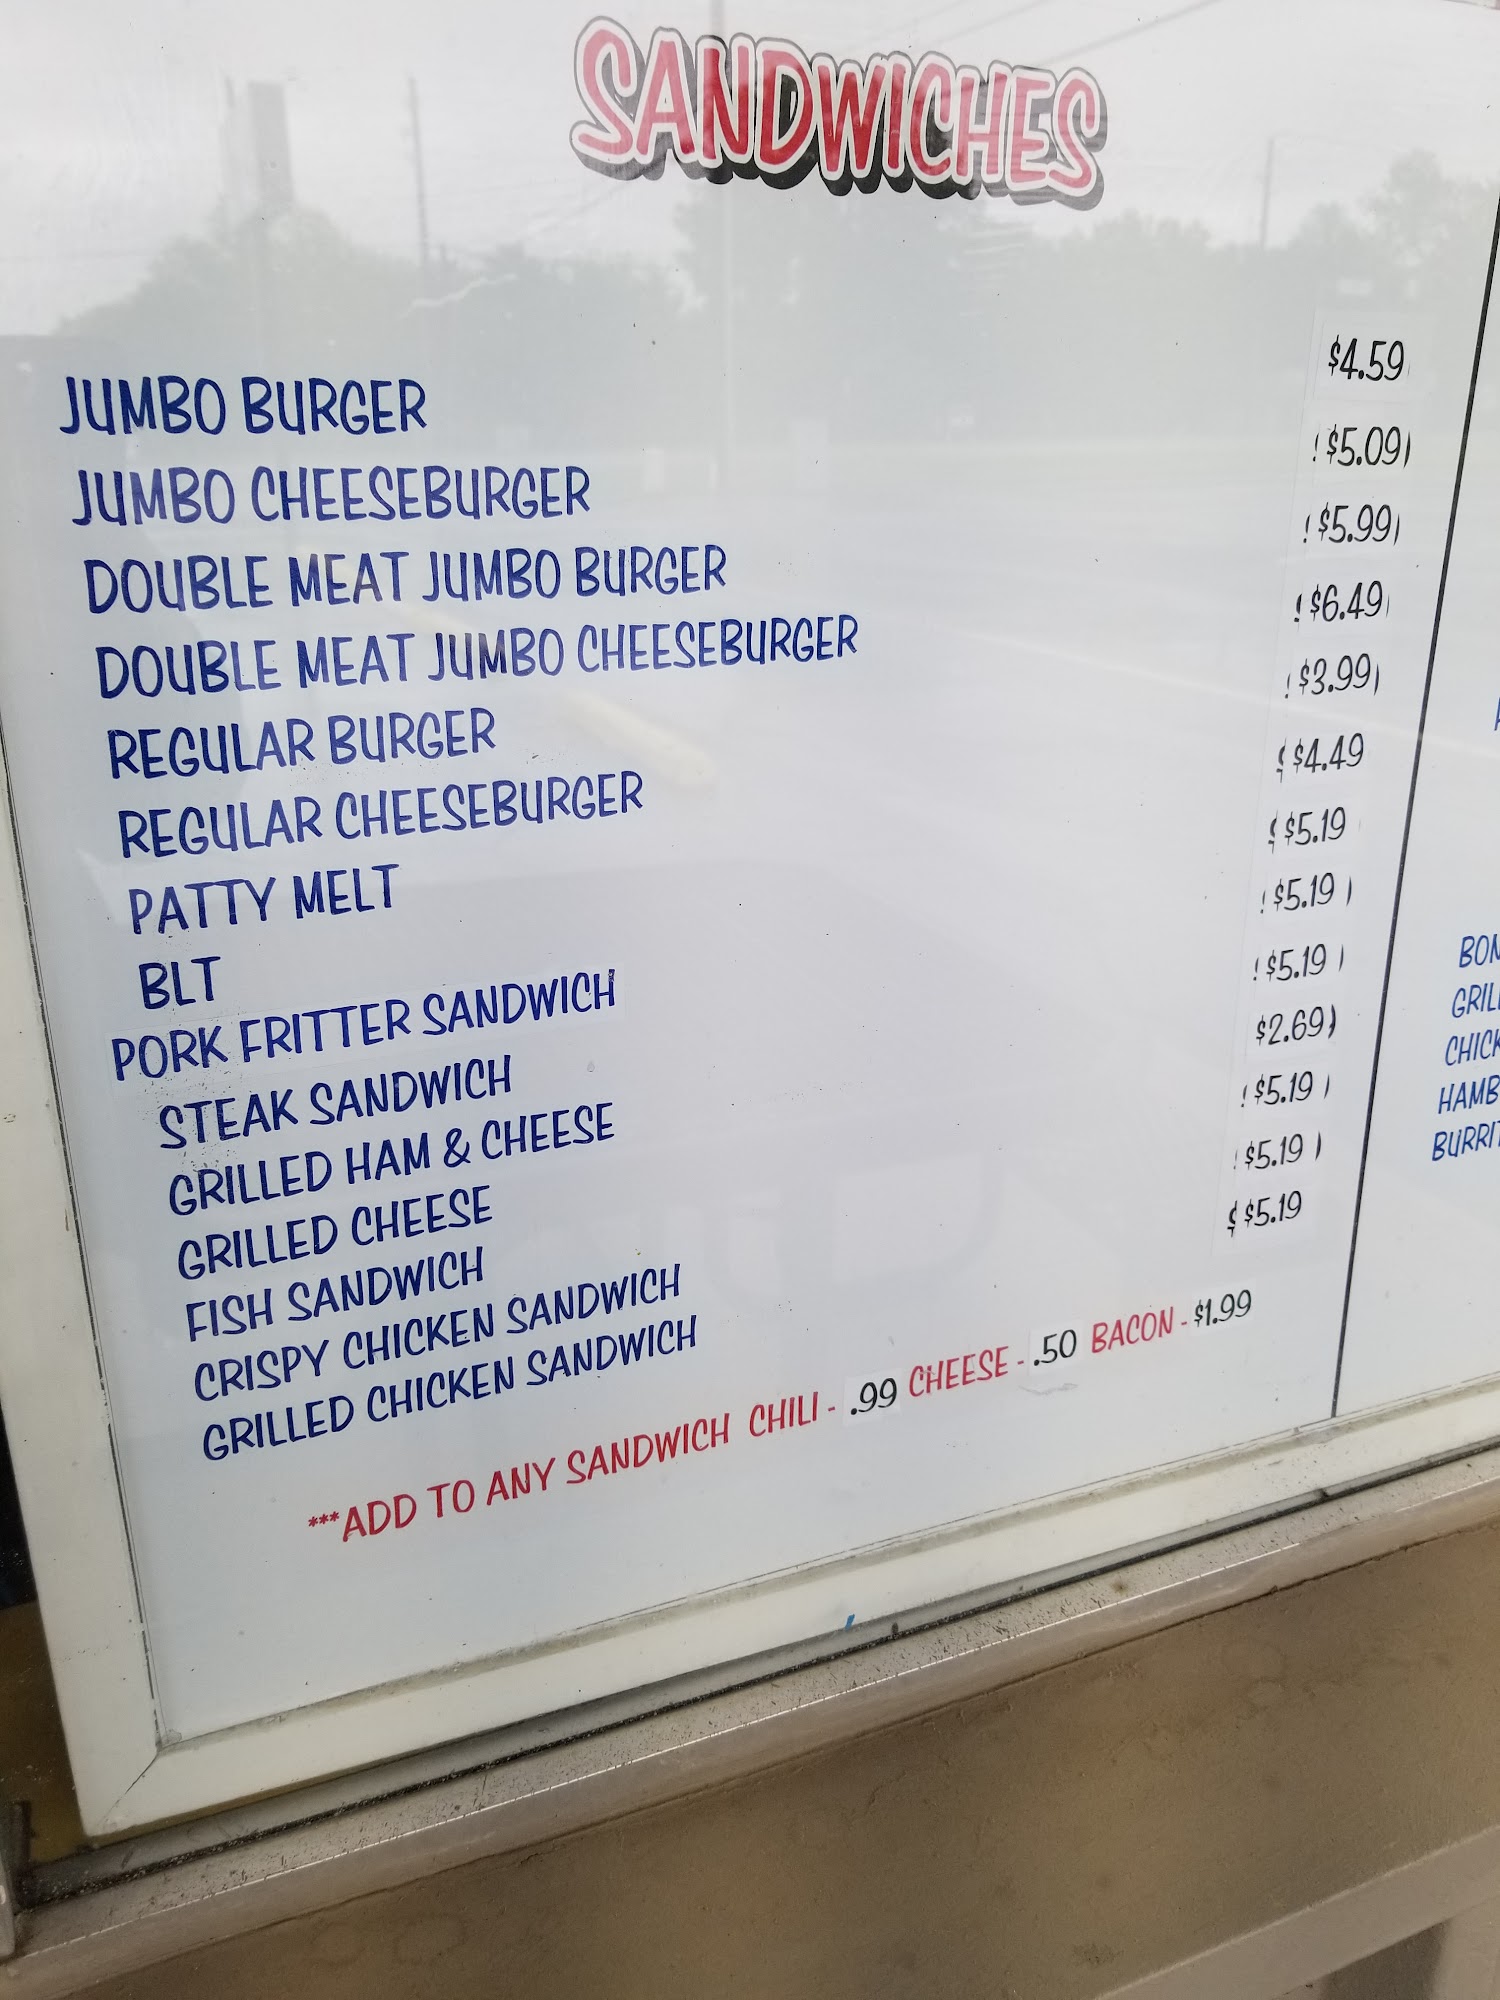 SANDWICHES
JUMBO BURGER
JUMBO CHEESEBURGER
DOUBLE MEAT JUMBO BURGER
DOUBLE MEAT JUMBO CHEESEBURGER
REGULAR BURGER
REGULAR CHEESEBURGER
PATTY MELT
BLT
PORK FRITTER SANDWICH
STEAK SANDWICH
GRILLED HAM & CHEESE
GRILLED CHEESE
FISH SANDWICH
CRISPY CHICKEN SANDWICH
GRILLED CHICKEN SANDWICH
$4.59
$5.09
$5.99
$6.49
$3.99
$4.49
$5.19
$5.19
$5.19
$2.69
$5.19
$5.19
$5.19
***ADD TO ANY SANDWICH CHILI - .99 CHEESE - .50 BACON - $1.99